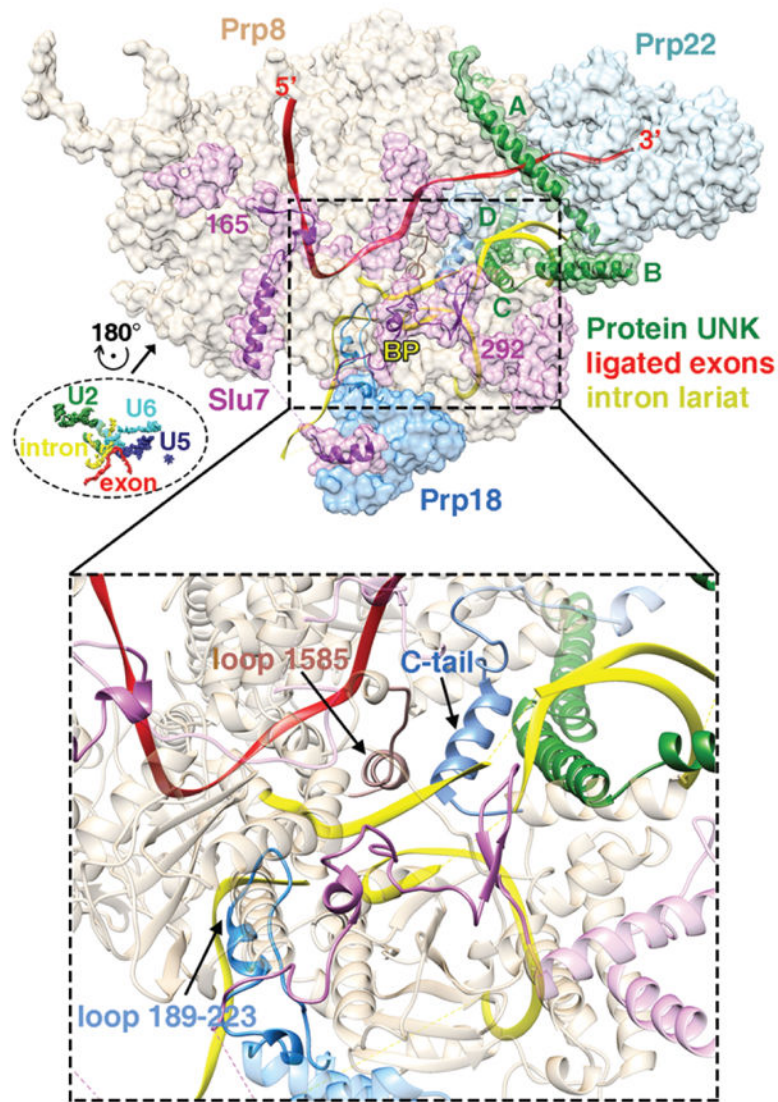 Prp8
Prp22
5'
A
3'
165
D
B
C
BP
292
Slu7
Prp18
180°
U2
U6
intron
U5
exon
Protein UNK
ligated exons
intron lariat
loop 1585
C-tail
loop 189-223